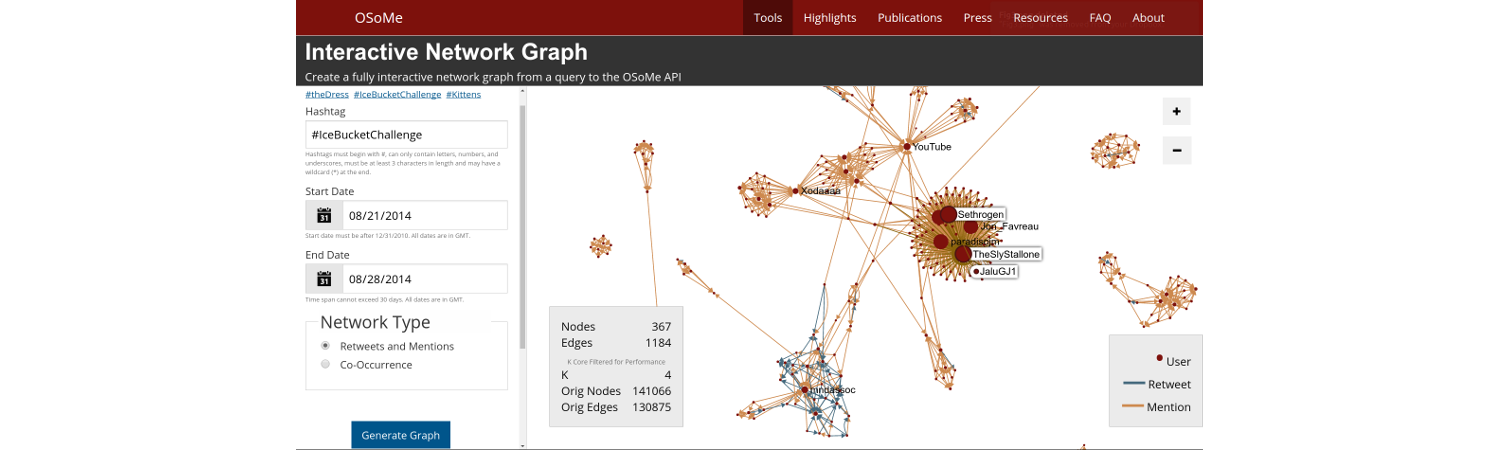 OSoMe
Tools Highlights Publications Press Resources FAQ About
Interactive Network Graph
Create a fully interactive network graph from a query to the OSoMe API
#theDress #IceBucketChallenge #Kittens
Hashtag
#IceBucketChallenge
Hashtags must begin with #, can only contain letters, numbers, and
underscores, must be at least 3 characters in length and may have a
wildcard (*) at the end.
Start Date
31 08/21/2014
Start date must be after 12/31/2010. All dates are in GMT.
End Date
31 08/28/2014
Time span cannot exceed 30 days. All dates are in GMT.
Network Type
Retweets and Mentions
Co-Occurrence
Generate Graph
+
−
YouTube
Xodaaaa
Sethrogen
Jon_Favreau
paradispjm
TheSlyStallone
JaluGJ1
mndassoc
Nodes 367
Edges 1184
K Core Filtered for Performance
K 4
Orig Nodes 141066
Orig Edges 130875
User
Retweet
Mention